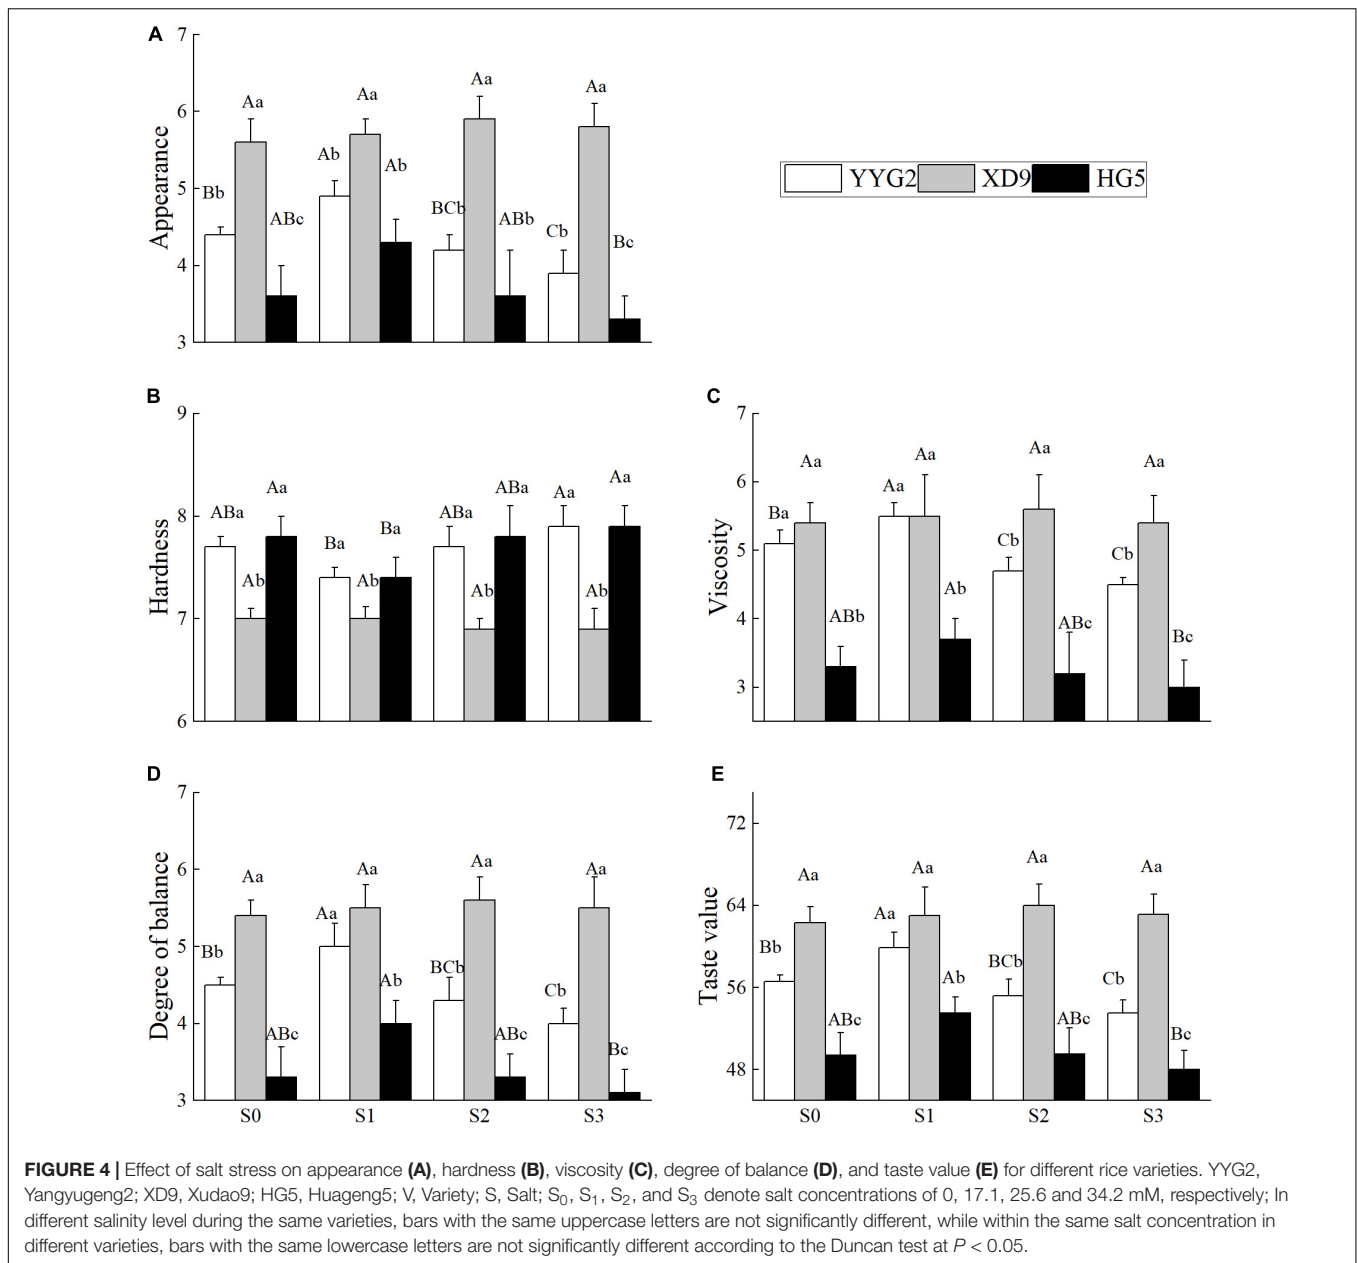 A
7
6
5
4
3
Appearance
Bb
Aa
ABc
Ab
Aa
Ab
BCb
Aa
ABb
Cb
Aa
Bc
YYG2
XD9
HG5
B
9
8
7
6
Hardness
ABa
Ab
Aa
Ba
Ab
Ba
ABa
Ab
ABa
Aa
Ab
Aa
C
7
6
5
4
3
Viscosity
Ba
Aa
ABb
Aa
Aa
Ab
Cb
Aa
ABc
Cb
Aa
Bc
D
7
6
5
4
3
Degree of balance
Bb
Aa
ABc
Aa
Aa
Ab
BCb
Aa
ABc
Cb
Aa
Bc
S0
S1
S2
S3
E
72
64
56
48
Taste value
Bb
Aa
ABc
Aa
Aa
Ab
BCb
Aa
ABc
Cb
Aa
Bc
S0
S1
S2
S3
FIGURE 4 | Effect of salt stress on appearance (A), hardness (B), viscosity (C), degree of balance (D), and taste value (E) for different rice varieties. YYG2,
Yangyugeng2; XD9, Xudao9; HG5, Huageng5; V, Variety; S, Salt; S0, S1, S2, and S3 denote salt concentrations of 0, 17.1, 25.6 and 34.2 mM, respectively; In
different salinity level during the same varieties, bars with the same uppercase letters are not significantly different, while within the same salt concentration in
different varieties, bars with the same lowercase letters are not significantly different according to the Duncan test at P < 0.05.